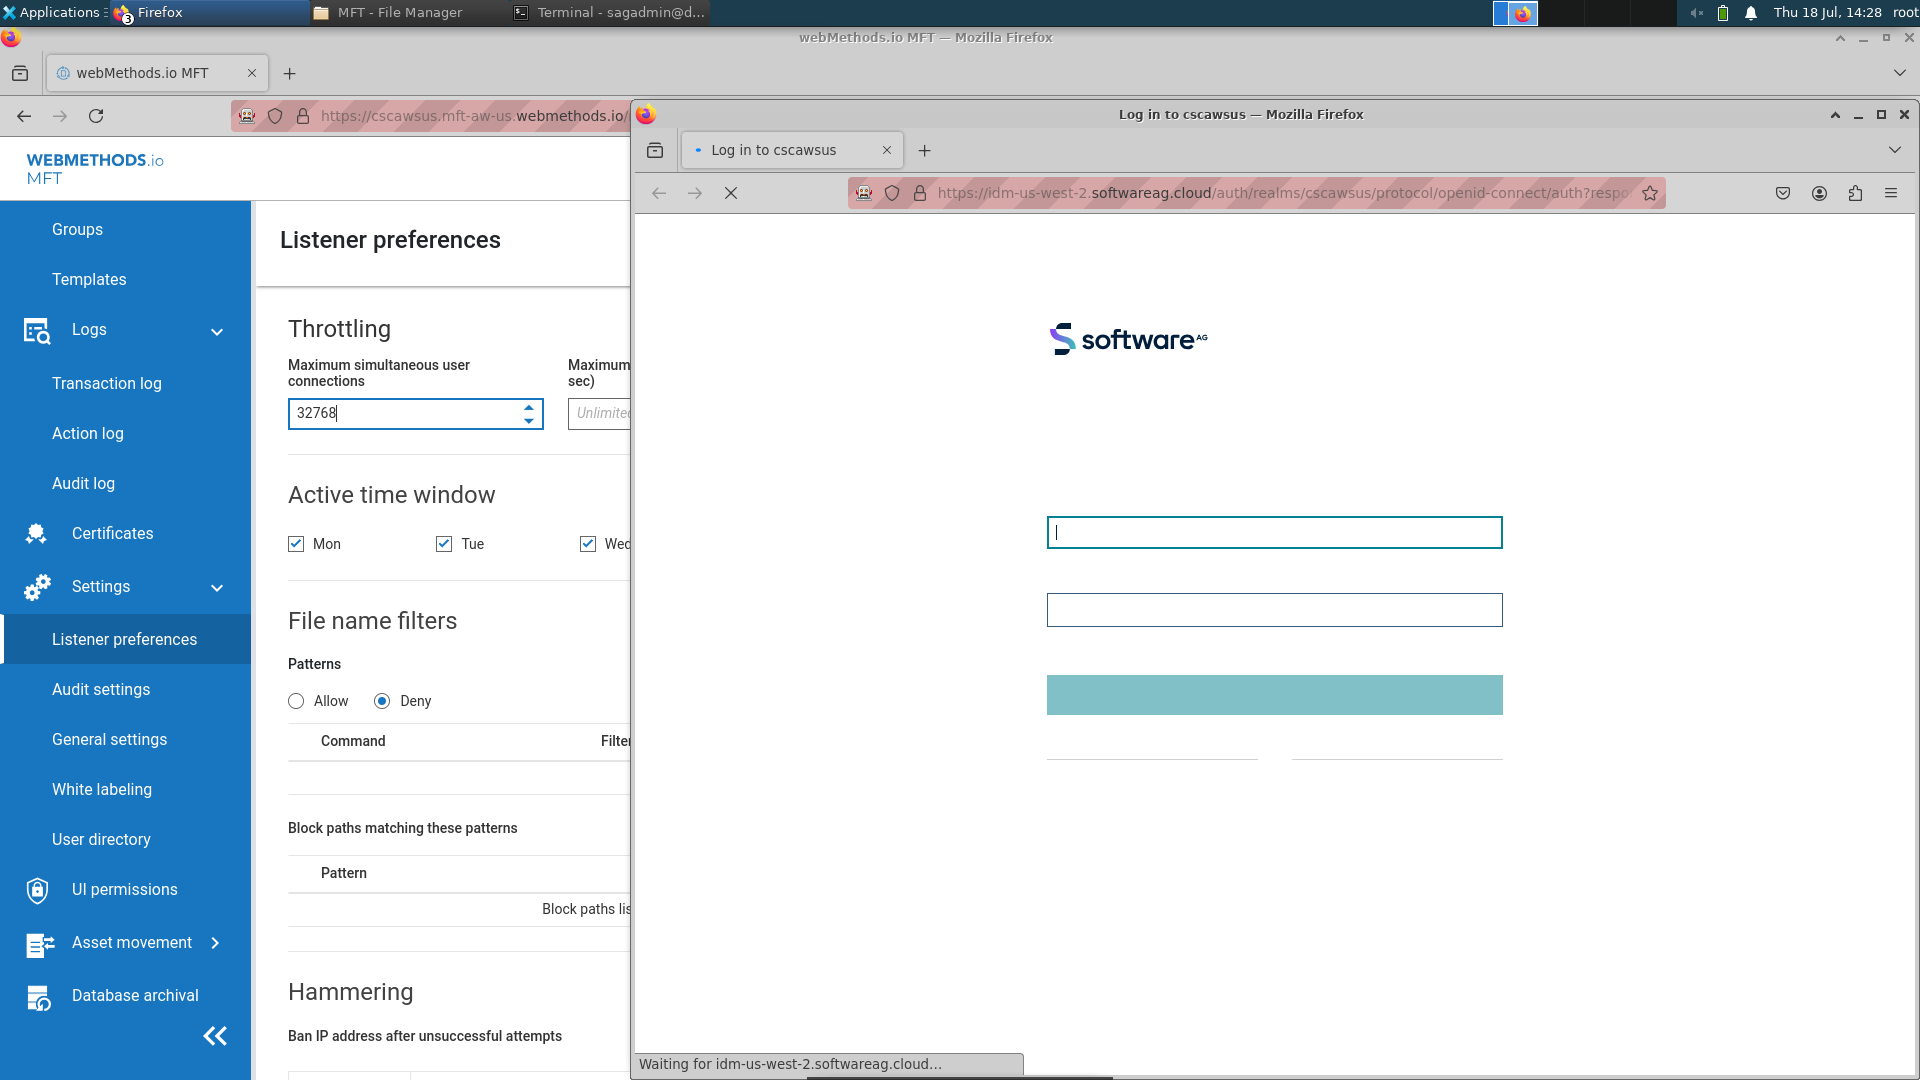 Applications
Firefox
3
MFT - File Manager
Terminal - sagadmin@d...
Thu 18 Jul, 14:28
root
webMethods.io MFT — Mozilla Firefox
webMethods.io MFT
https://cscawsus.mft-aw-us.webmethods.io/
WEBMETHODS.io
MFT
Groups
Templates
Logs
Transaction log
Action log
Audit log
Certificates
Settings
Listener preferences
Audit settings
General settings
White labeling
User directory
UI permissions
Asset movement
Database archival
Listener preferences
Throttling
Maximum simultaneous user
connections
32768
Maximum
sec)
Unlimited
Active time window
Mon
Tue
Wed
File name filters
Patterns
Allow
Deny
Command
Filter
Block paths matching these patterns
Pattern
Block paths lis
Hammering
Ban IP address after unsuccessful attempts
Log in to cscawsus — Mozilla Firefox
Log in to cscawsus
https://idm-us-west-2.softwareag.cloud/auth/realms/cscawsus/protocol/openid-connect/auth?respo
software AG
Waiting for idm-us-west-2.softwareag.cloud...